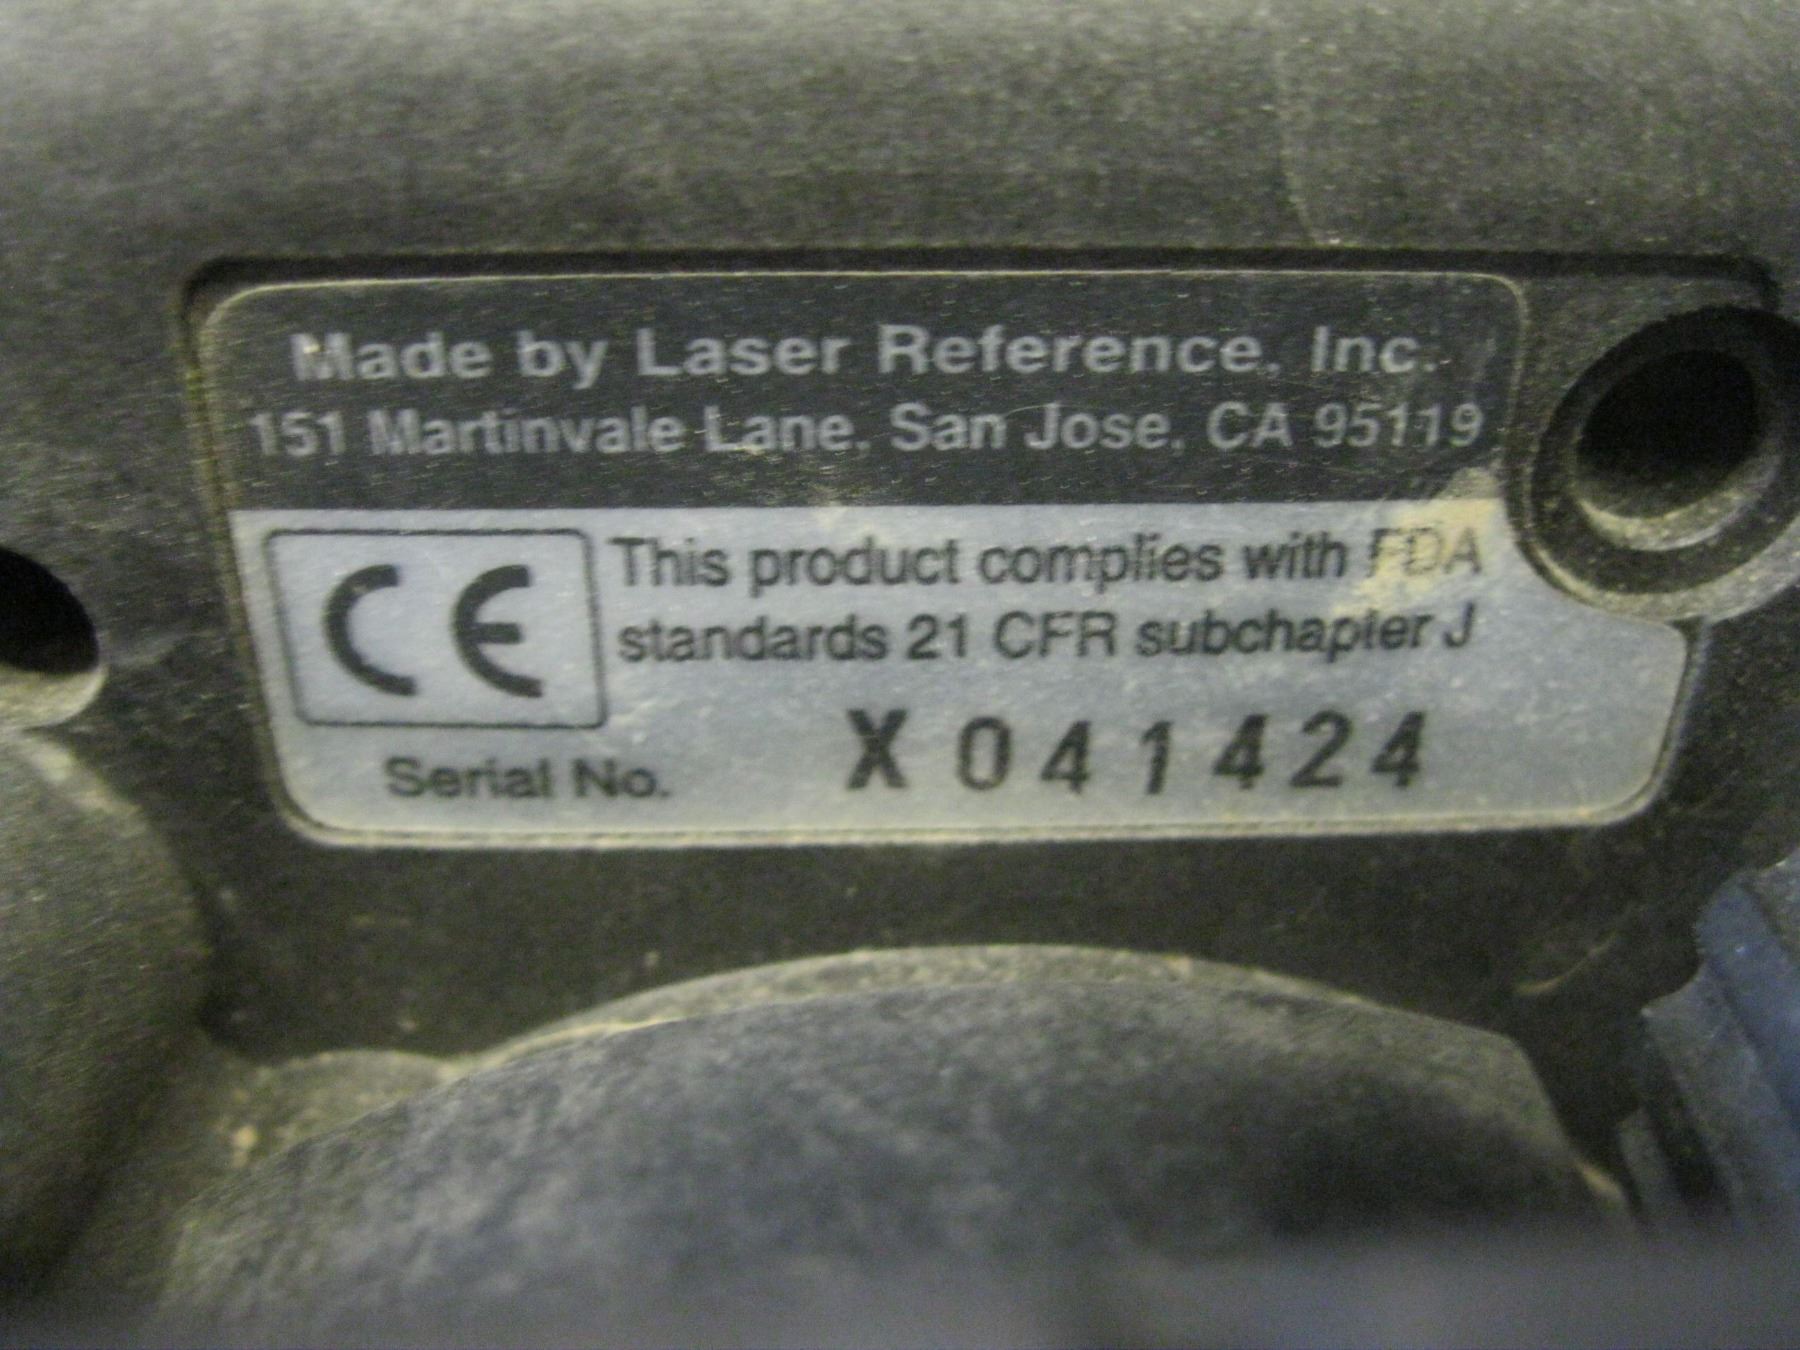 Made by Laser Reference, Inc.
151 Martinvale Lane, San Jose, CA 95119
CE
This product complies with FDA
standards 21 CFR subchapter J
Serial No. X041424